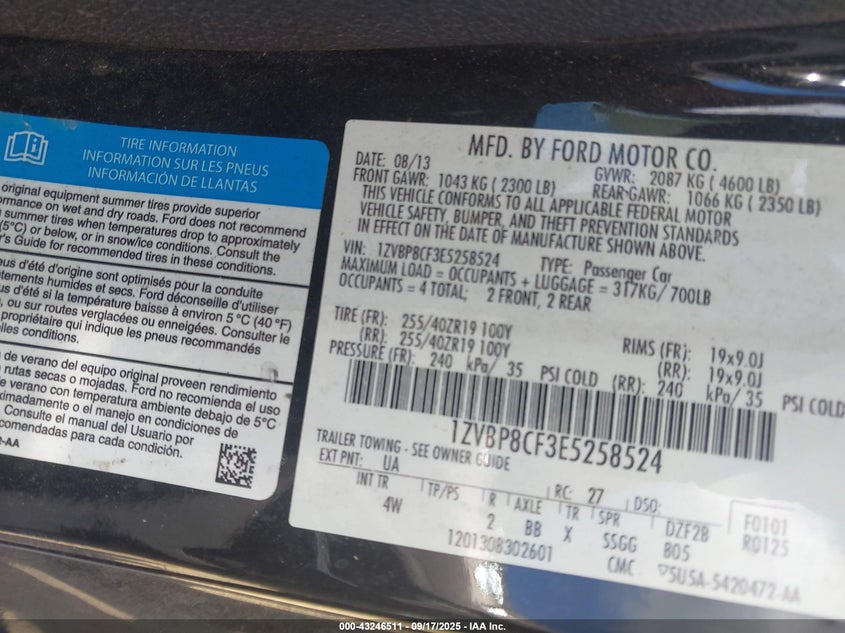 TIRE INFORMATION
INFORMATION SUR LES PNEUS
INFORMACIÓN DE LLANTAS
original equipment summer tires provide superior
ormance on wet and dry roads. Ford does not recommend
summer tires when temperatures drop to approximately
(5°C) or below, or in snow/ice conditions. Consult the
r's Guide for recommended tires in these conditions.
eus d'été d'origine sont optimisés pour la conduite
tements humides et secs. Ford déconseille d'utiliser
us d'été si la température baisse à environ 5 °C (40 °F)
, ou sur routes verglacées ou enneigées. Consulter le
propriétaire qui indique les pneus recommandés
elles conditions.
de verano del equipo original proveen rendimiento
rutas secas o mojadas. Ford no recomienda el uso
e verano con temperatura ambiente debajo de 5°C
ximadamente o el manejo en condiciones de
. Consulte el manual del Usuario por
comendadas para cada condición.
-AA
MFD. BY FORD MOTOR CO.
DATE: 08/13 GVWR: 2087 KG ( 4600 LB)
FRONT GAWR: 1043 KG ( 2300 LB) REAR GAWR: 1066 KG ( 2350 LB)
THIS VEHICLE CONFORMS TO ALL APPLICABLE FEDERAL MOTOR
VEHICLE SAFETY, BUMPER, AND THEFT PREVENTION STANDARDS
IN EFFECT ON THE DATE OF MANUFACTURE SHOWN ABOVE.
VIN: 1ZVBP8CF3E5258524 TYPE: Passenger Car
MAXIMUM LOAD = OCCUPANTS + LUGGAGE = 317KG/ 700LB
OCCUPANTS = 4 TOTAL: 2 FRONT, 2 REAR
TIRE (FR): 255/40ZR19 100Y RIMS (FR): 19x9.0J
(RR): 255/40ZR19 100Y (RR): 19x9.0J
PRESSURE (FR): 240 kPa/ 35 PSI COLD (RR): 240 kPa/ 35 PSI COLD
1ZVBP8CF3E5258524
TRAILER TOWING - SEE OWNER GUIDE
EXT PNT: UA RC: 27 DSO: F0101
INT TR TP/PS R AXLE TR SPR DZF2B R0125
4W 2 BB X SSGG B05
1201308302601 CMC ▽5U5A-5420472-AA
000-43246511 - 09/17/2025 - IAA Inc.